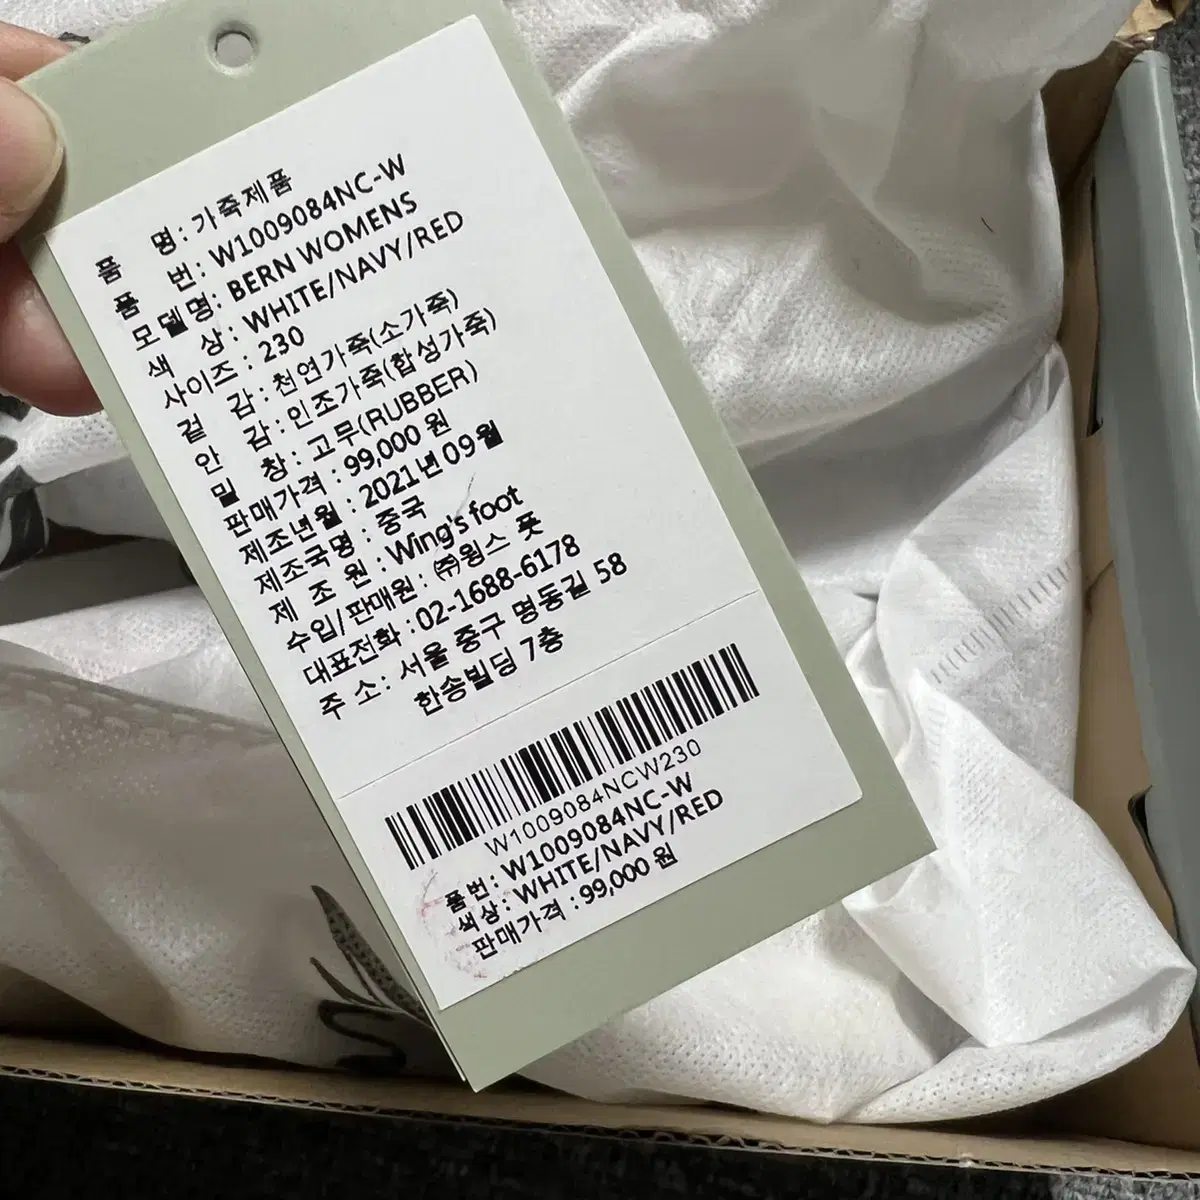 품 명 : 가죽제품
품 번 : W1009084NC-W
모델명 : BERN WOMENS
색 상 : WHITE/NAVY/RED
사이즈 : 230
겉 감 : 천연가죽(소가죽)
안 감 : 인조가죽(합성가죽)
밑 창 : 고무(RUBBER)
판매가격 : 99,000 원
제조년월 : 2021년 09월
제조국명 : 중국
제 조 원 : Wing's foot
수입/판매원 : ㈜윙스 풋
대표전화 : 02-1688-6178
주 소 : 서울 중구 명동길 58
한송빌딩 7층
W1009084NCW230
품번 : W1009084NC-W
색상 : WHITE/NAVY/RED
판매가격 : 99,000 원